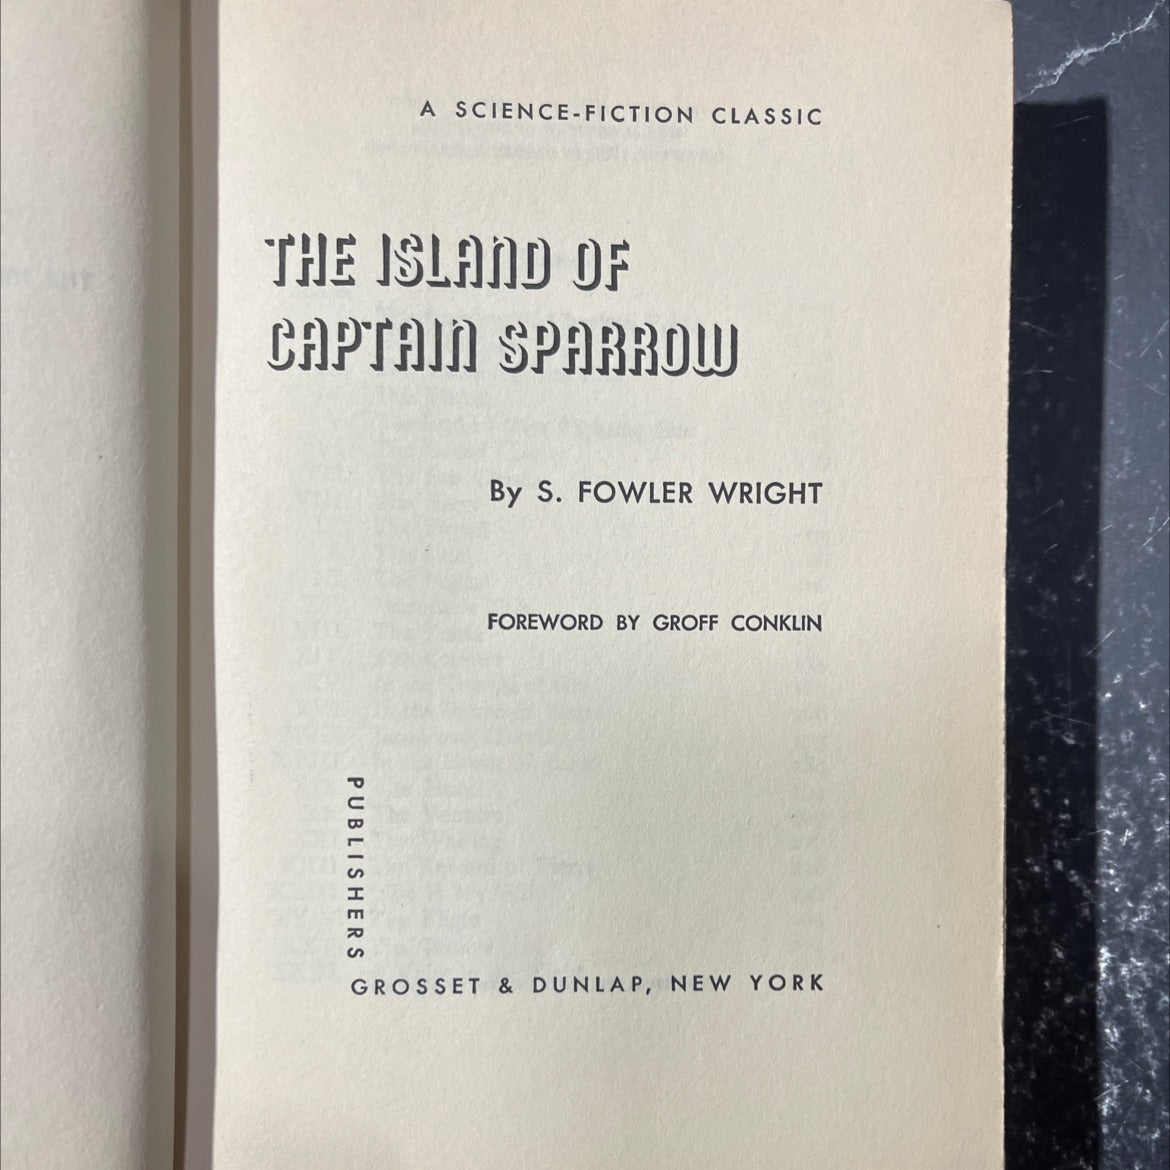 A SCIENCE-FICTION CLASSIC
THE ISLAND OF
CAPTAIN SPARROW
By S. FOWLER WRIGHT
FOREWORD BY GROFF CONKLIN
PUBLISHERS
GROSSET & DUNLAP, NEW YORK